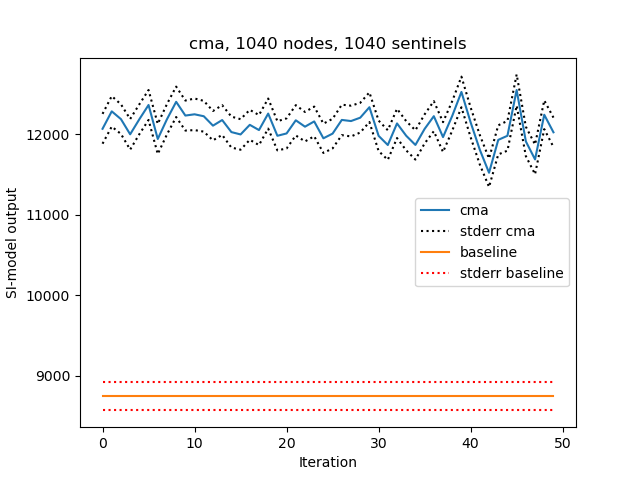 cma, 1040 nodes, 1040 sentinels
SI-model output
12000
11000
10000
9000
cma
stderr cma
baseline
stderr baseline
0 10 20 30 40 50
Iteration